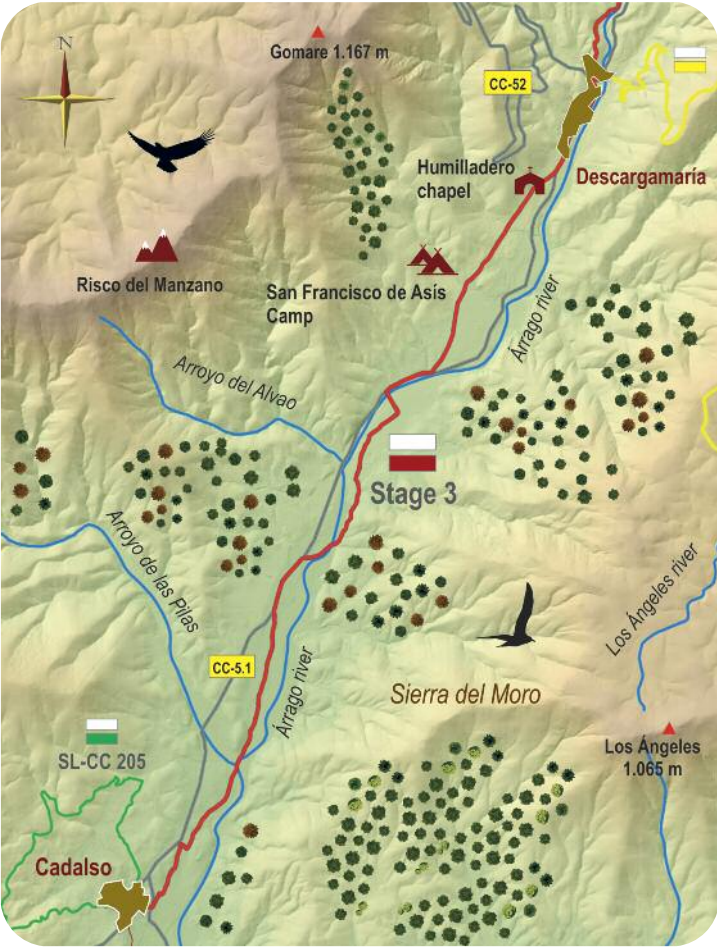 N
Gomare 1.167 m
CC-52
Humilladero
chapel
Descargamaría
Risco del Manzano
San Francisco de Asís
Camp
Árrago river
Arroyo del Alvao
Stage 3
Arroyo de las Pilas
Los Ángeles river
CC-5.1
Árrago river
Sierra del Moro
SL-CC 205
Los Ángeles
1.065 m
Cadalso